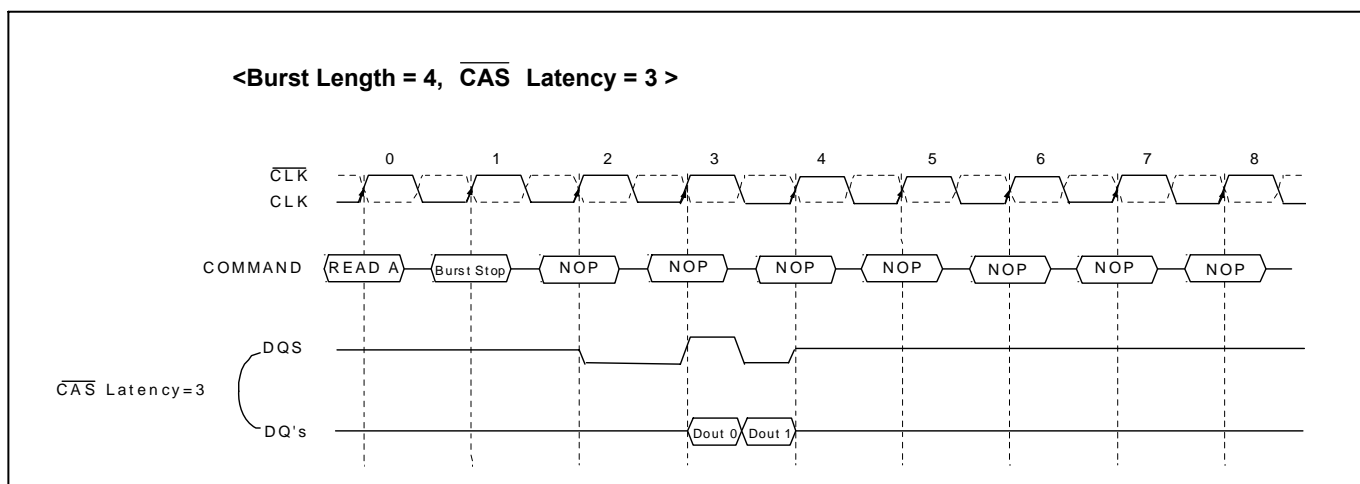 <Burst Length = 4, CAS Latency = 3 >
0 1 2 3 4 5 6 7 8
CLK
CLK
COMMAND READ A Burst Stop NOP NOP NOP NOP NOP NOP NOP
DQS
CAS Latency=3
DQ's Dout 0 Dout 1